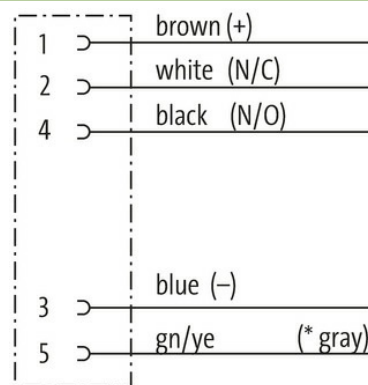 1 brown (+)
2 white (N/C)
4 black (N/O)
3 blue (–)
5 gn/ye (* gray)